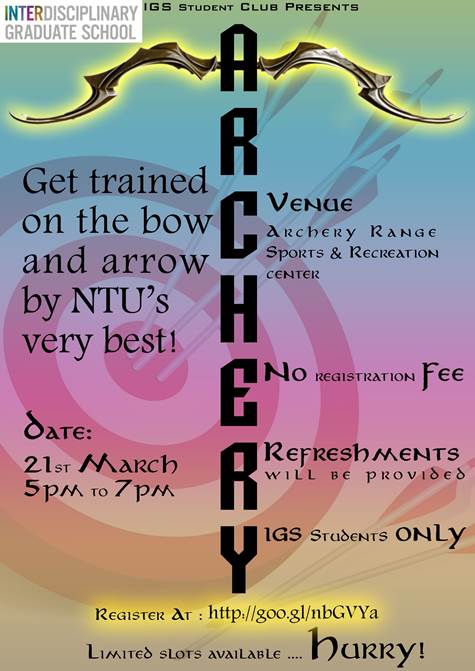 INTERDISCIPLINARY
GRADUATE SCHOOL
IGS Student Club Presents
ARCHERY
Get trained
on the bow
and arrow
by NTU's
very best!
Venue
Archery Range
Sports & Recreation
center
No registration Fee
Date:
21st March
5pm to 7pm
Refreshments
will be provided
IGS Students ONLY
Register At : http://goo.gl/nbGVYa
Limited slots available .... Hurry!